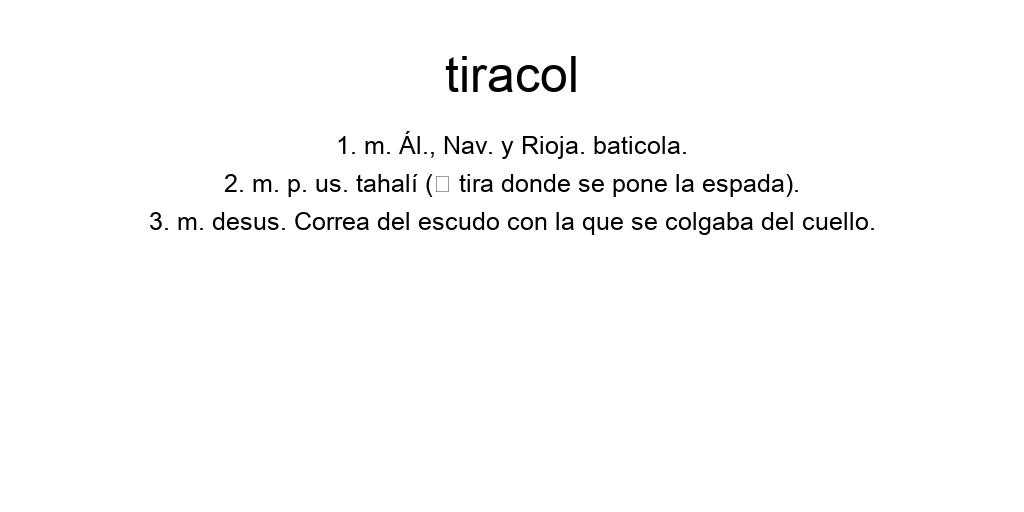 tiracol
1. m. Ál., Nav. y Rioja. baticola.
2. m. p. us. tahalí (□ tira donde se pone la espada).
3. m. desus. Correa del escudo con la que se colgaba del cuello.